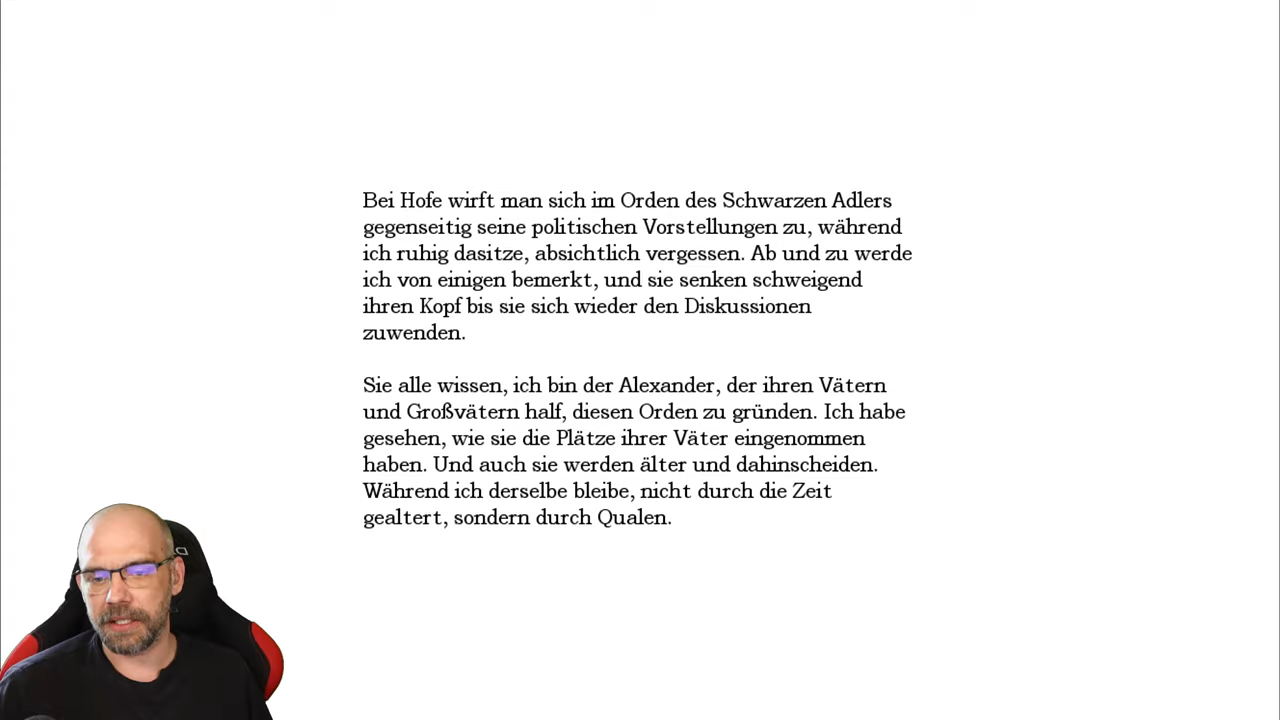 Bei Hofe wirft man sich im Orden des Schwarzen Adlers
gegenseitig seine politischen Vorstellungen zu, während
ich ruhig dasitze, absichtlich vergessen. Ab und zu werde
ich von einigen bemerkt, und sie senken schweigend
ihren Kopf bis sie sich wieder den Diskussionen
zuwenden.
Sie alle wissen, ich bin der Alexander, der ihren Vätern
und Großvätern half, diesen Orden zu gründen. Ich habe
gesehen, wie sie die Plätze ihrer Väter eingenommen
haben. Und auch sie werden älter und dahinscheiden.
Während ich derselbe bleibe, nicht durch die Zeit
gealtert, sondern durch Qualen.